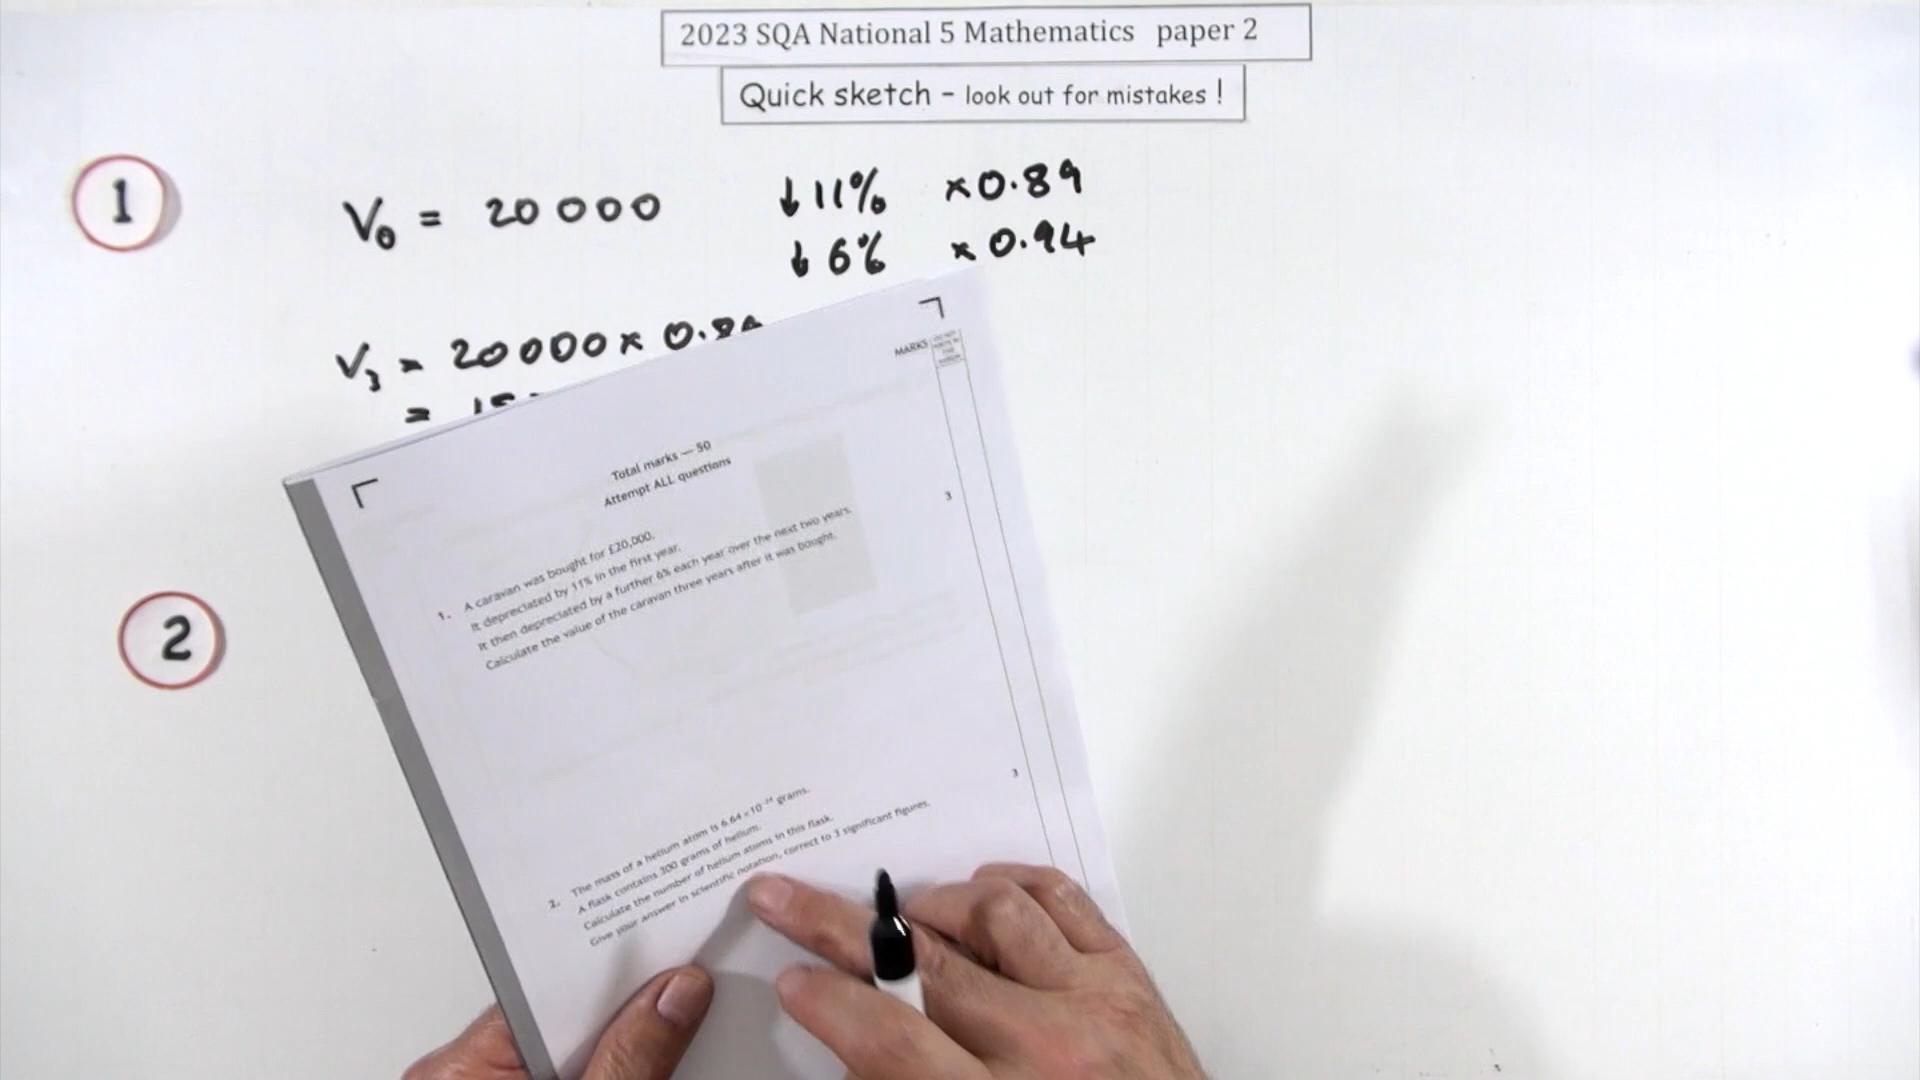 2023 SQA National 5 Mathematics paper 2
Quick sketch - look out for mistakes !
1
V₀ = 20 000 ↓ 11% ×0.89
↓ 6% ×0.94
V₃ = 20000 × 0.89
=
MARKS
Total marks — 50
Attempt ALL questions
1. A caravan was bought for £20,000. 3
It depreciated by 11% in the first year.
It then depreciated by a further 6% each year over the next two years.
Calculate the value of the caravan three years after it was bought.
2
2. The mass of a helium atom is 6.64 × 10⁻²⁴ grams. 3
A flask contains 300 grams of helium.
Calculate the number of helium atoms in this flask.
Give your answer in scientific notation, correct to 3 significant figures.